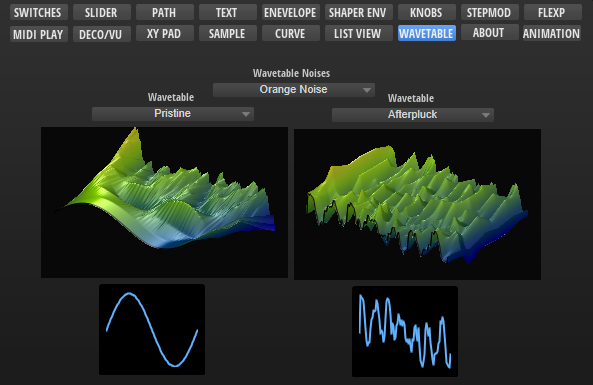 SWITCHES SLIDER PATH TEXT ENEVELOPE SHAPER ENV KNOBS STEPMOD FLEXP
MIDI PLAY DECO/VU XY PAD SAMPLE CURVE LIST VIEW WAVETABLE ABOUT ANIMATION
Wavetable Noises
Orange Noise
Wavetable Wavetable
Pristine Afterpluck